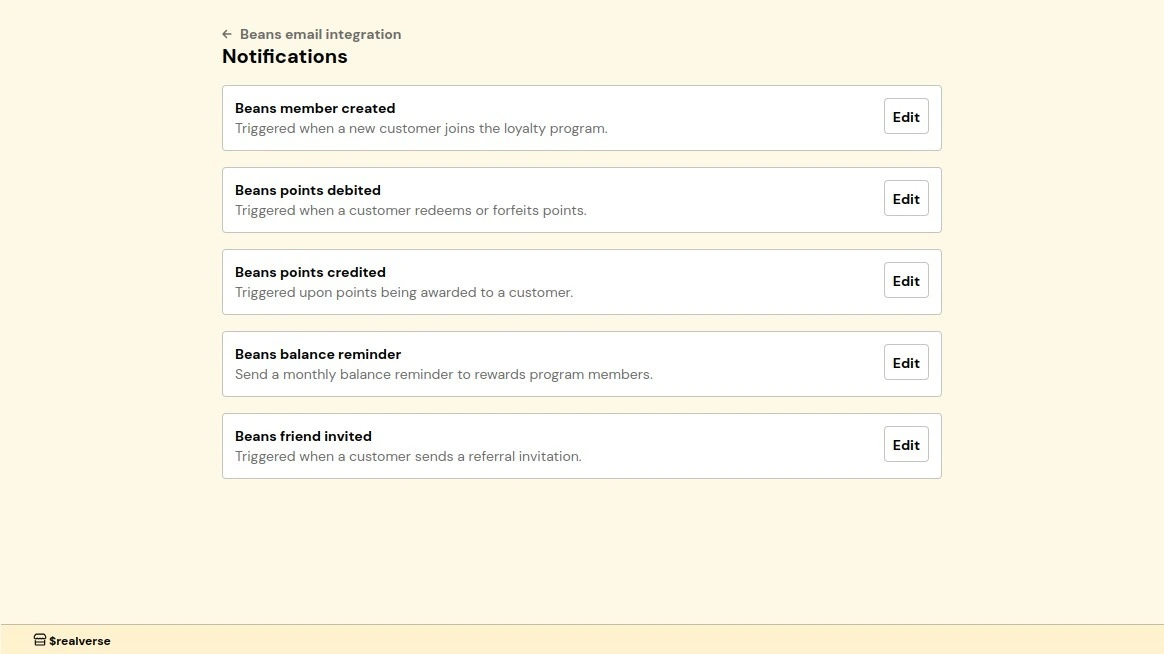 ← Beans email integration
Notifications
Beans member created
Triggered when a new customer joins the loyalty program.
Edit
Beans points debited
Triggered when a customer redeems or forfeits points.
Edit
Beans points credited
Triggered upon points being awarded to a customer.
Edit
Beans balance reminder
Send a monthly balance reminder to rewards program members.
Edit
Beans friend invited
Triggered when a customer sends a referral invitation.
Edit
$realverse